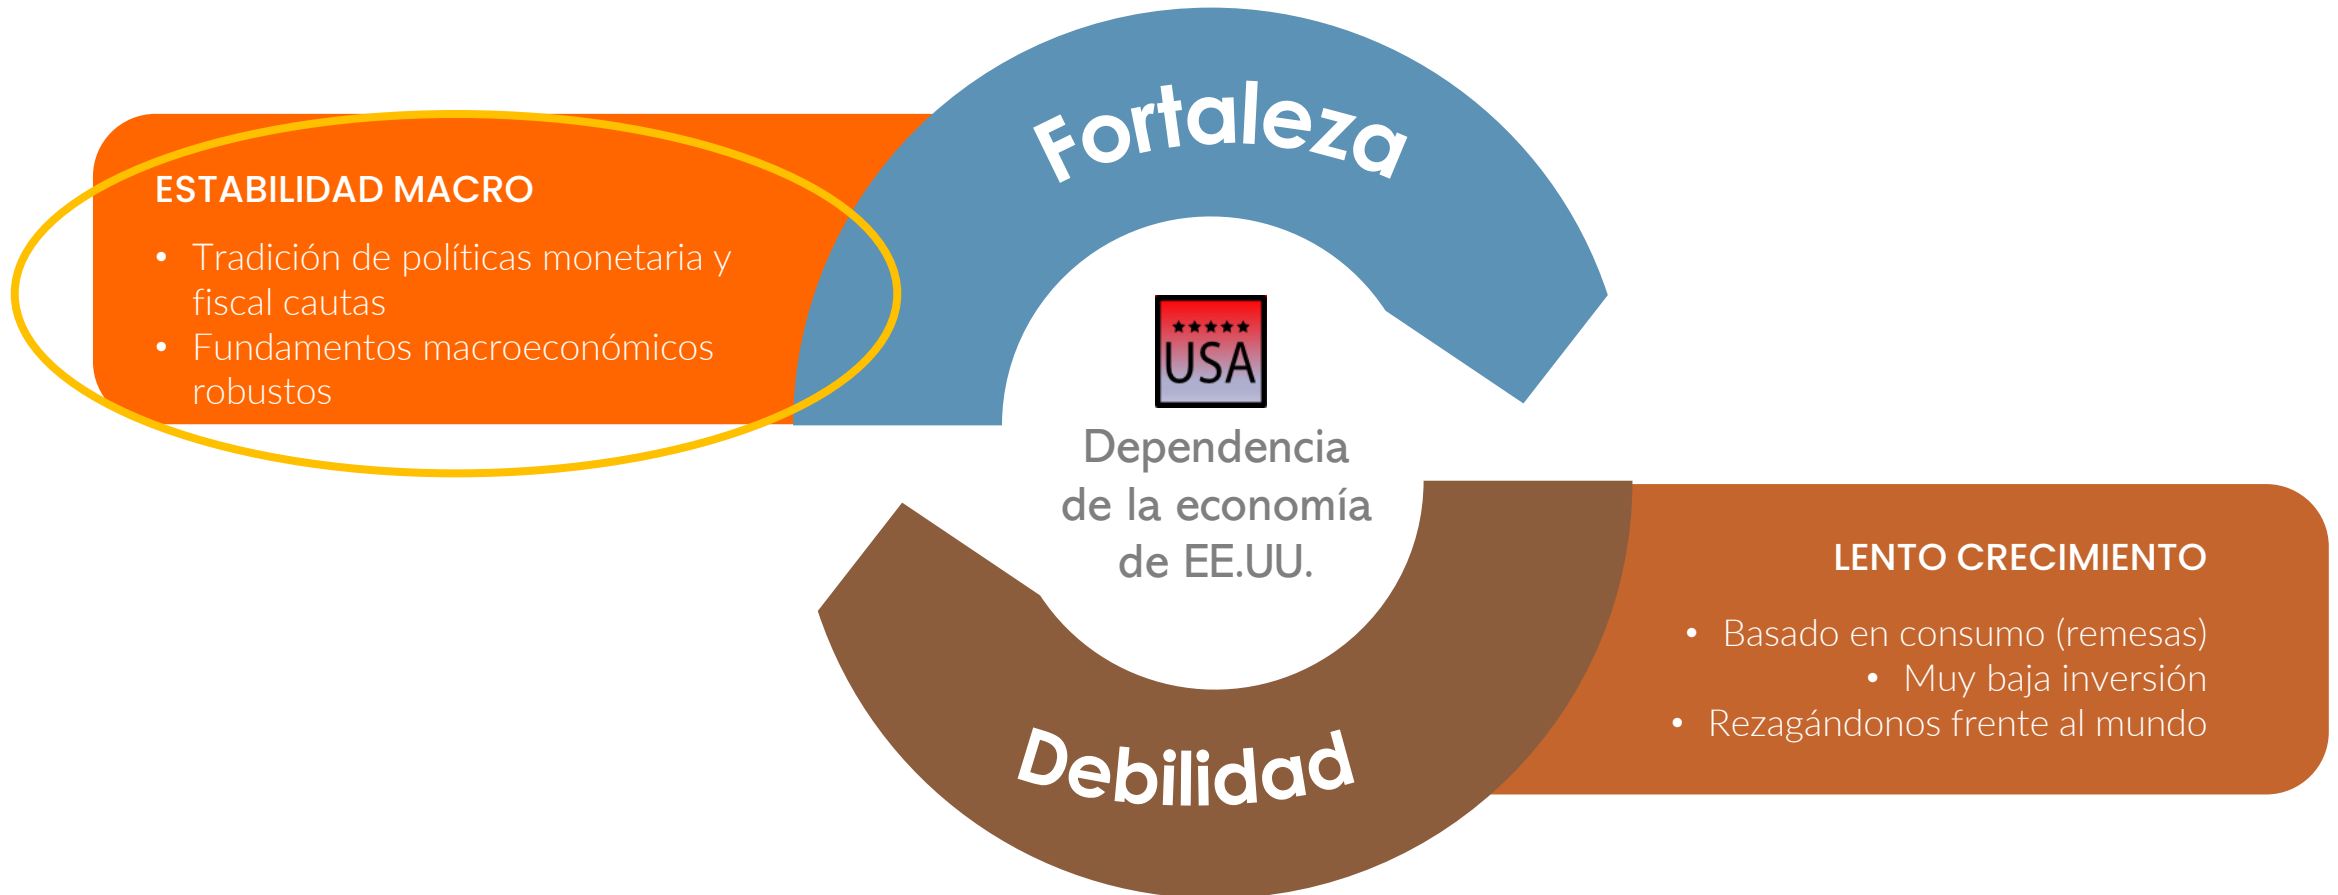 Fortaleza
ESTABILIDAD MACRO
• Tradición de políticas monetaria y
fiscal cautas
• Fundamentos macroeconómicos
robustos
★★★★★
USA
Dependencia
de la economía
de EE.UU.
LENTO CRECIMIENTO
• Basado en consumo (remesas)
• Muy baja inversión
• Rezagándonos frente al mundo
Debilidad